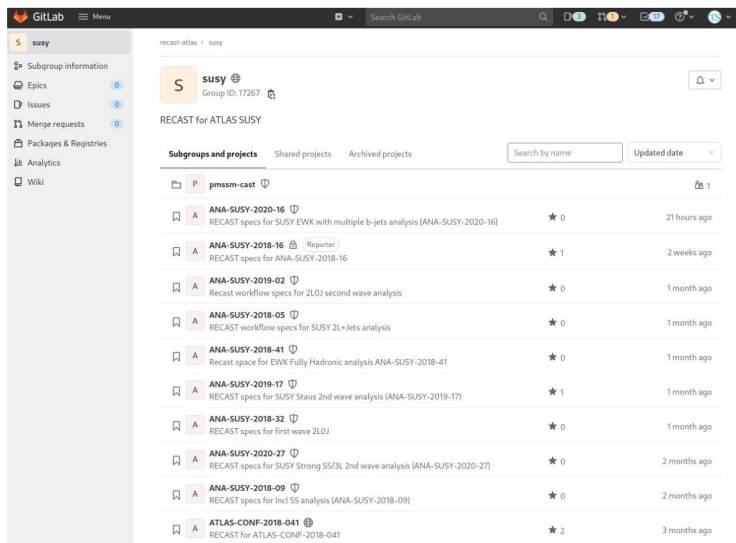 GitLab Menu Search GitLab 3 1 17
S susy
Subgroup information
Epics 0
Issues 0
Merge requests 0
Packages & Registries
Analytics
Wiki
recast-atlas > susy
S susy
Group ID: 17267
RECAST for ATLAS SUSY
Subgroups and projects Shared projects Archived projects Search by name Updated date
P pmssm-cast 1
A ANA-SUSY-2020-16
RECAST specs for SUSY EWK with multiple b-jets analysis (ANA-SUSY-2020-16) 0 21 hours ago
A ANA-SUSY-2018-16 Reporter
RECAST specs for ANA-SUSY-2018-16 1 2 weeks ago
A ANA-SUSY-2019-02
Recast workflow specs for 2L0J second wave analysis 0 1 month ago
A ANA-SUSY-2018-05
RECAST workflow specs for SUSY 2L+Jets analysis 0 1 month ago
A ANA-SUSY-2018-41
Recast space for EWK Fully Hadronic analysis ANA-SUSY-2018-41 0 1 month ago
A ANA-SUSY-2019-17
RECAST specs for SUSY Staus 2nd wave analysis (ANA-SUSY-2019-17) 1 1 month ago
A ANA-SUSY-2018-32
RECAST specs for first wave 2L0J 0 1 month ago
A ANA-SUSY-2020-27
RECAST specs for SUSY Strong SS/3L 2nd wave analysis (ANA-SUSY-2020-27) 0 2 months ago
A ANA-SUSY-2018-09
RECAST specs for Incl SS analysis (ANA-SUSY-2018-09) 0 2 months ago
A ATLAS-CONF-2018-041
RECAST for ATLAS-CONF-2018-041 2 3 months ago